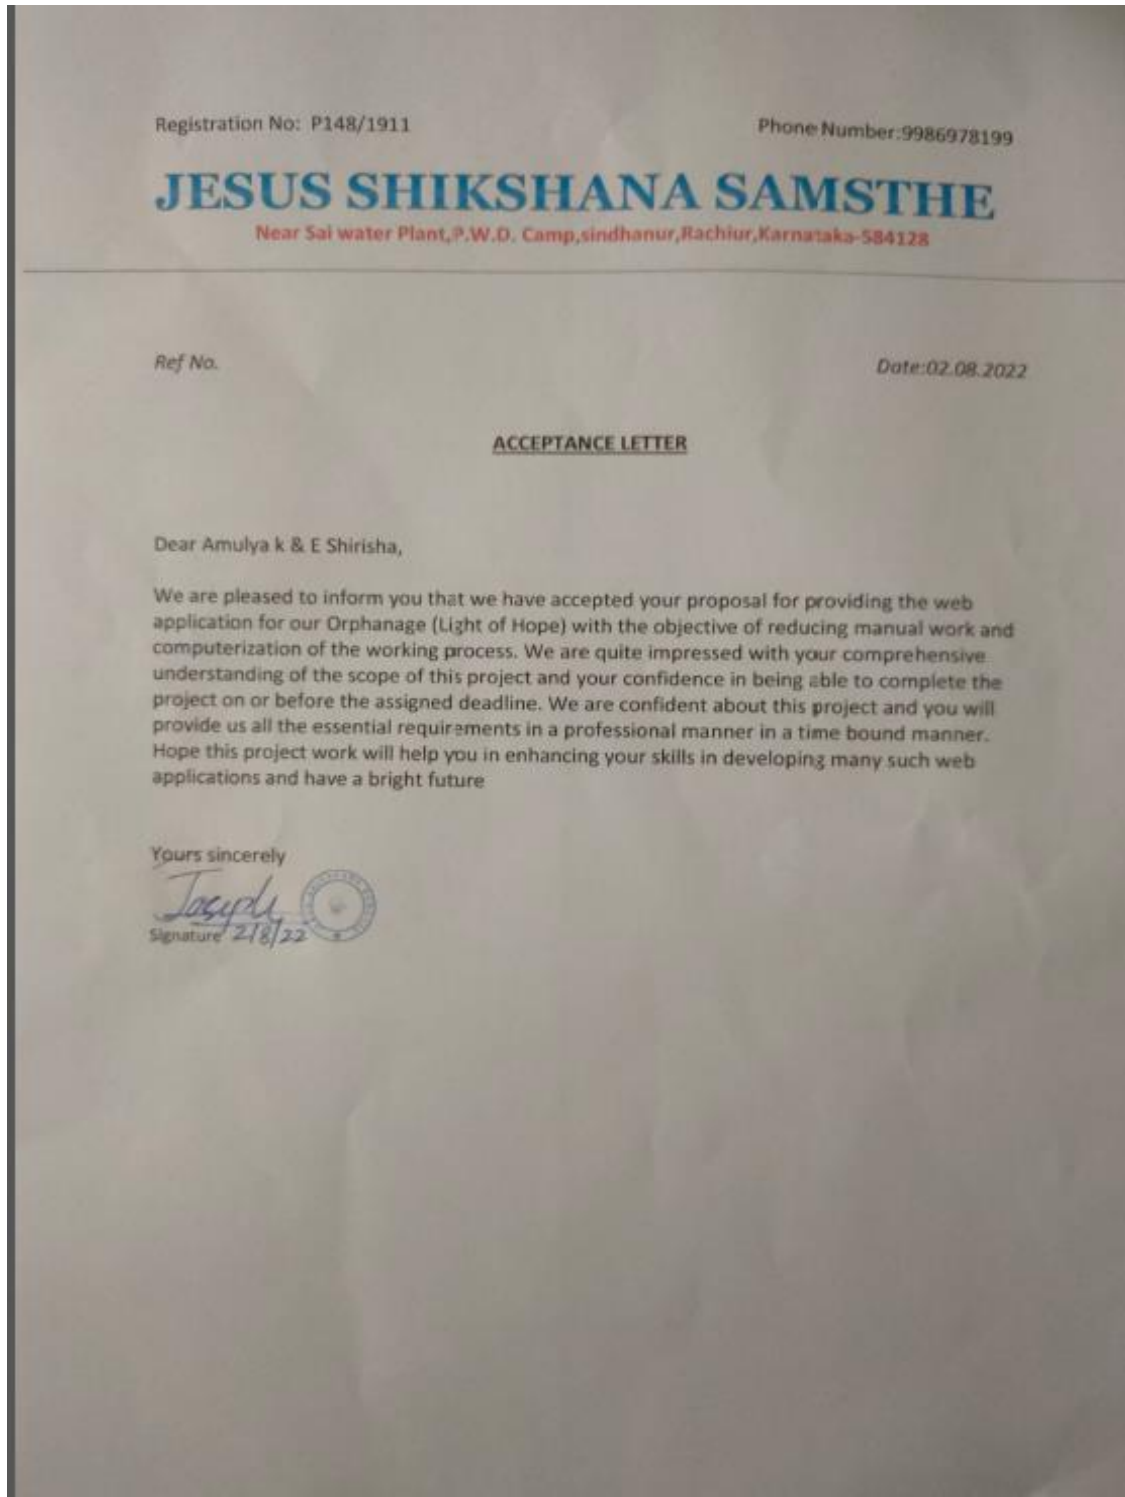 Registration No: P148/1911
Phone Number:9986978199
JESUS SHIKSHANA SAMSTHE
Near Sai water Plant,P.W.D. Camp,sindhanur,Rachiur,Karnataka-584128
Ref No.
Date:02.08.2022
ACCEPTANCE LETTER
Dear Amulya k & E Shirisha,
We are pleased to inform you that we have accepted your proposal for providing the web
application for our Orphanage (Light of Hope) with the objective of reducing manual work and
computerization of the working process. We are quite impressed with your comprehensive
understanding of the scope of this project and your confidence in being able to complete the
project on or before the assigned deadline. We are confident about this project and you will
provide us all the essential requirements in a professional manner in a time bound manner.
Hope this project work will help you in enhancing your skills in developing many such web
applications and have a bright future
Yours sincerely
Joseph
Signature 2/8/22